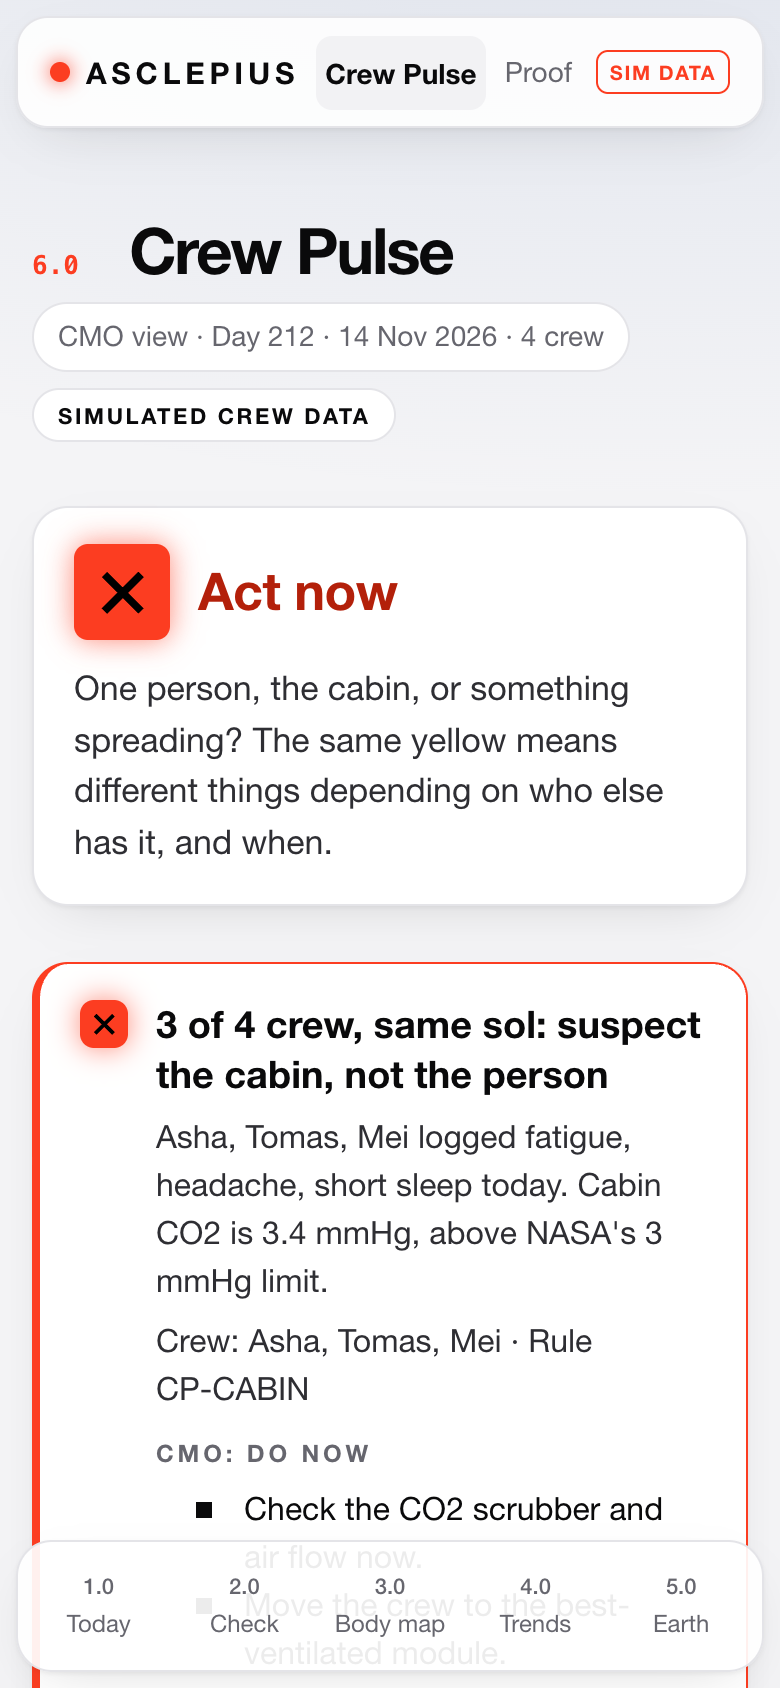 ASCLEPIUS Crew Pulse Proof SIM DATA
6.0 Crew Pulse
CMO view · Day 212 · 14 Nov 2026 · 4 crew
SIMULATED CREW DATA
Act now
One person, the cabin, or something
spreading? The same yellow means
different things depending on who else
has it, and when.
3 of 4 crew, same sol: suspect
the cabin, not the person
Asha, Tomas, Mei logged fatigue,
headache, short sleep today. Cabin
CO2 is 3.4 mmHg, above NASA's 3
mmHg limit.
Crew: Asha, Tomas, Mei · Rule
CP-CABIN
CMO: DO NOW
Check the CO2 scrubber and
air flow now.
Move the crew to the best-
ventilated module.
1.0 2.0 3.0 4.0 5.0
Today Check Body map Trends Earth